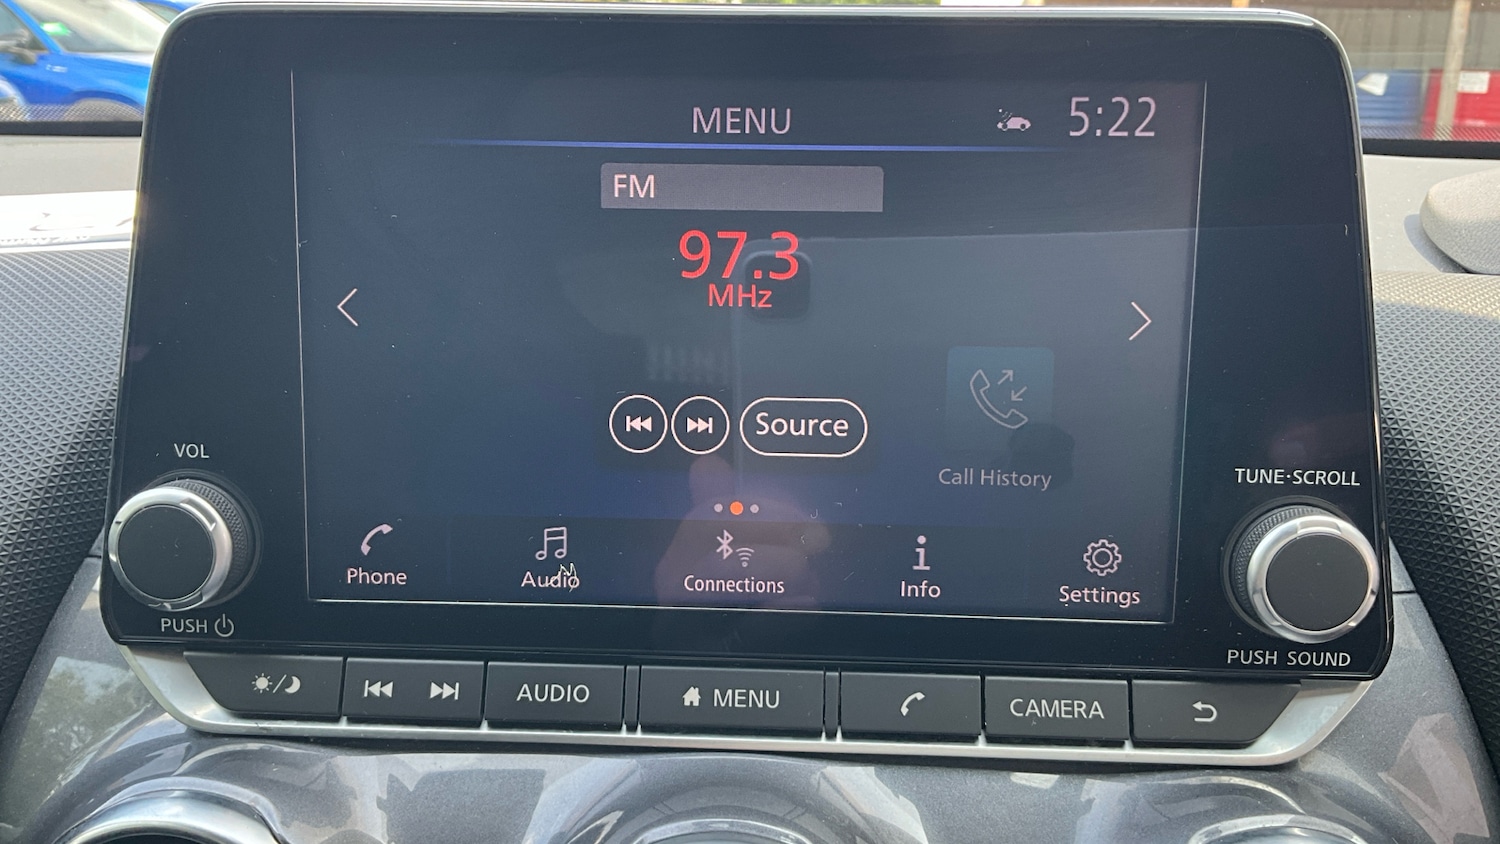 MENU
5:22
FM
97.3
MHz
Source
Call History
VOL
TUNE·SCROLL
Phone
Audio
Connections
Info
Settings
PUSH
PUSH SOUND
AUDIO
MENU
CAMERA